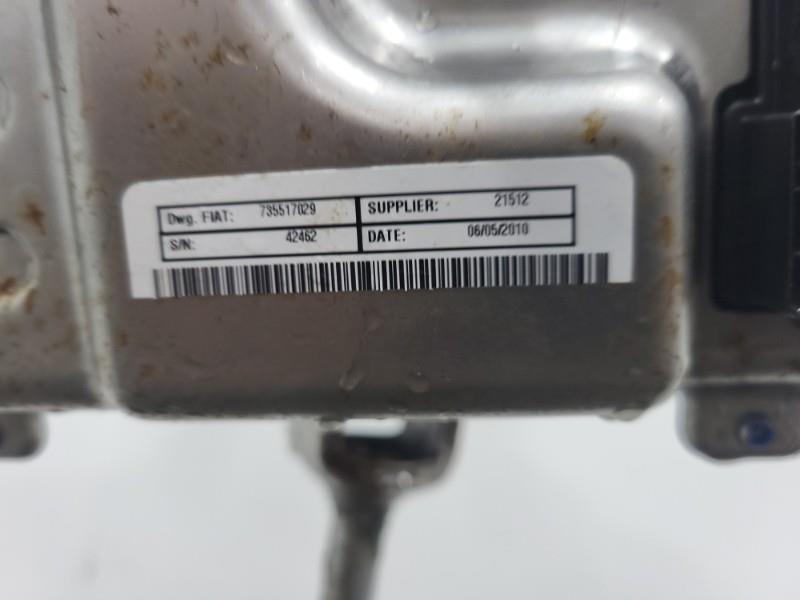 Dwg. FIAT: 735517029 SUPPLIER: 21512
S/N: 42462 DATE: 06/05/2010